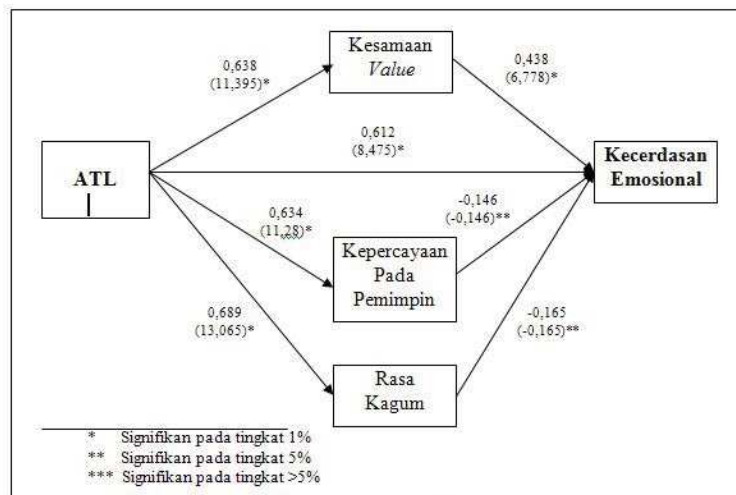 Kesamaan
Value
0,638
(11,395)*
0,438
(6,778)*
0,612
(8,475)*
ATL
Kecerdasan
Emosional
0,634
(11,28)*
-0,146
(-0,146)**
Kepercayaan
Pada
Pemimpin
0,689
(13,065)*
-0,165
(-0,165)**
Rasa
Kagum
* Signifikan pada tingkat 1%
** Signifikan pada tingkat 5%
*** Signifikan pada tingkat >5%